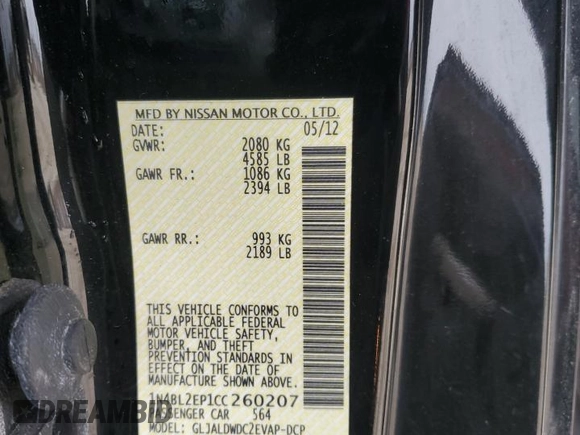 MFD BY NISSAN MOTOR CO., LTD.
DATE: 05/12
GVWR: 2080 KG
4585 LB
GAWR FR.: 1086 KG
2394 LB
GAWR RR.: 993 KG
2189 LB
THIS VEHICLE CONFORMS TO
ALL APPLICABLE FEDERAL
MOTOR VEHICLE SAFETY,
BUMPER, AND THEFT
PREVENTION STANDARDS IN
EFFECT ON THE DATE OF
MANUFACTURE SHOWN ABOVE.
1N4BL2EP1CC260207
PASSENGER CAR 564
MODEL: GLJALDWDC2EVAP-DCP
DREAMBID